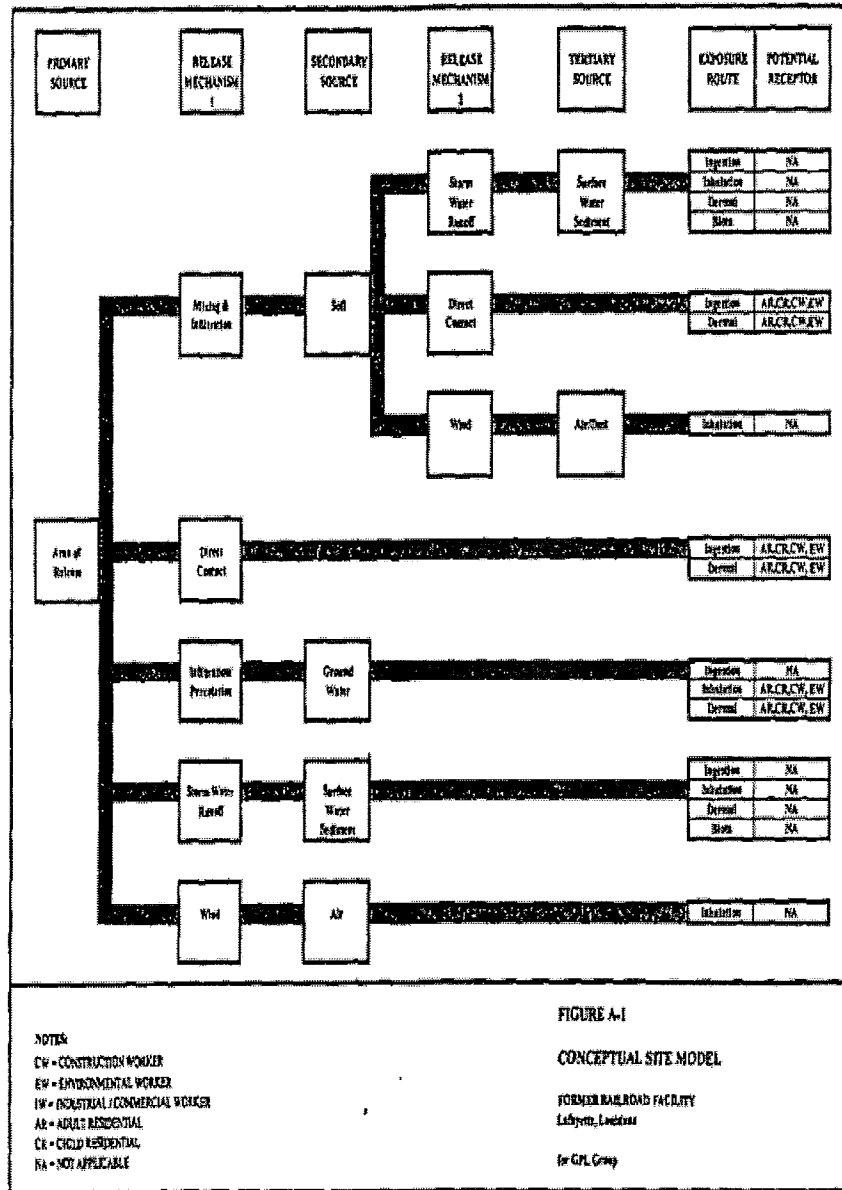 PRIMARY SOURCE
RELEASE MECHANISM 1
SECONDARY SOURCE
RELEASE MECHANISM 2
TERTIARY SOURCE
EXPOSURE ROUTE
POTENTIAL RECEPTOR
Storm Water Runoff
Surface Water Sediment
Ingestion NA
Inhalation NA
Dermal NA
Biota NA
Mixing & Infiltration
Soil
Direct Contact
Ingestion AR,CR,CW,EW
Dermal AR,CR,CW,EW
Wind
Air/Dust
Inhalation NA
Area of Release
Direct Contact
Ingestion AR,CR,CW, EW
Dermal AR,CR,CW, EW
Infiltration/ Percolation
Ground Water
Ingestion NA
Inhalation AR,CR,CW, EW
Dermal AR,CR,CW, EW
Storm Water Runoff
Surface Water Sediment
Ingestion NA
Inhalation NA
Dermal NA
Biota NA
Wind
Air
Inhalation NA
NOTES:
CW = CONSTRUCTION WORKER
EW = ENVIRONMENTAL WORKER
IW = INDUSTRIAL / COMMERCIAL WORKER
AR = ADULT RESIDENTIAL
CR = CHILD RESIDENTIAL
NA = NOT APPLICABLE
FIGURE A-1
CONCEPTUAL SITE MODEL
FORMER RAILROAD FACILITY
Lafayette, Louisiana
for GPL Group